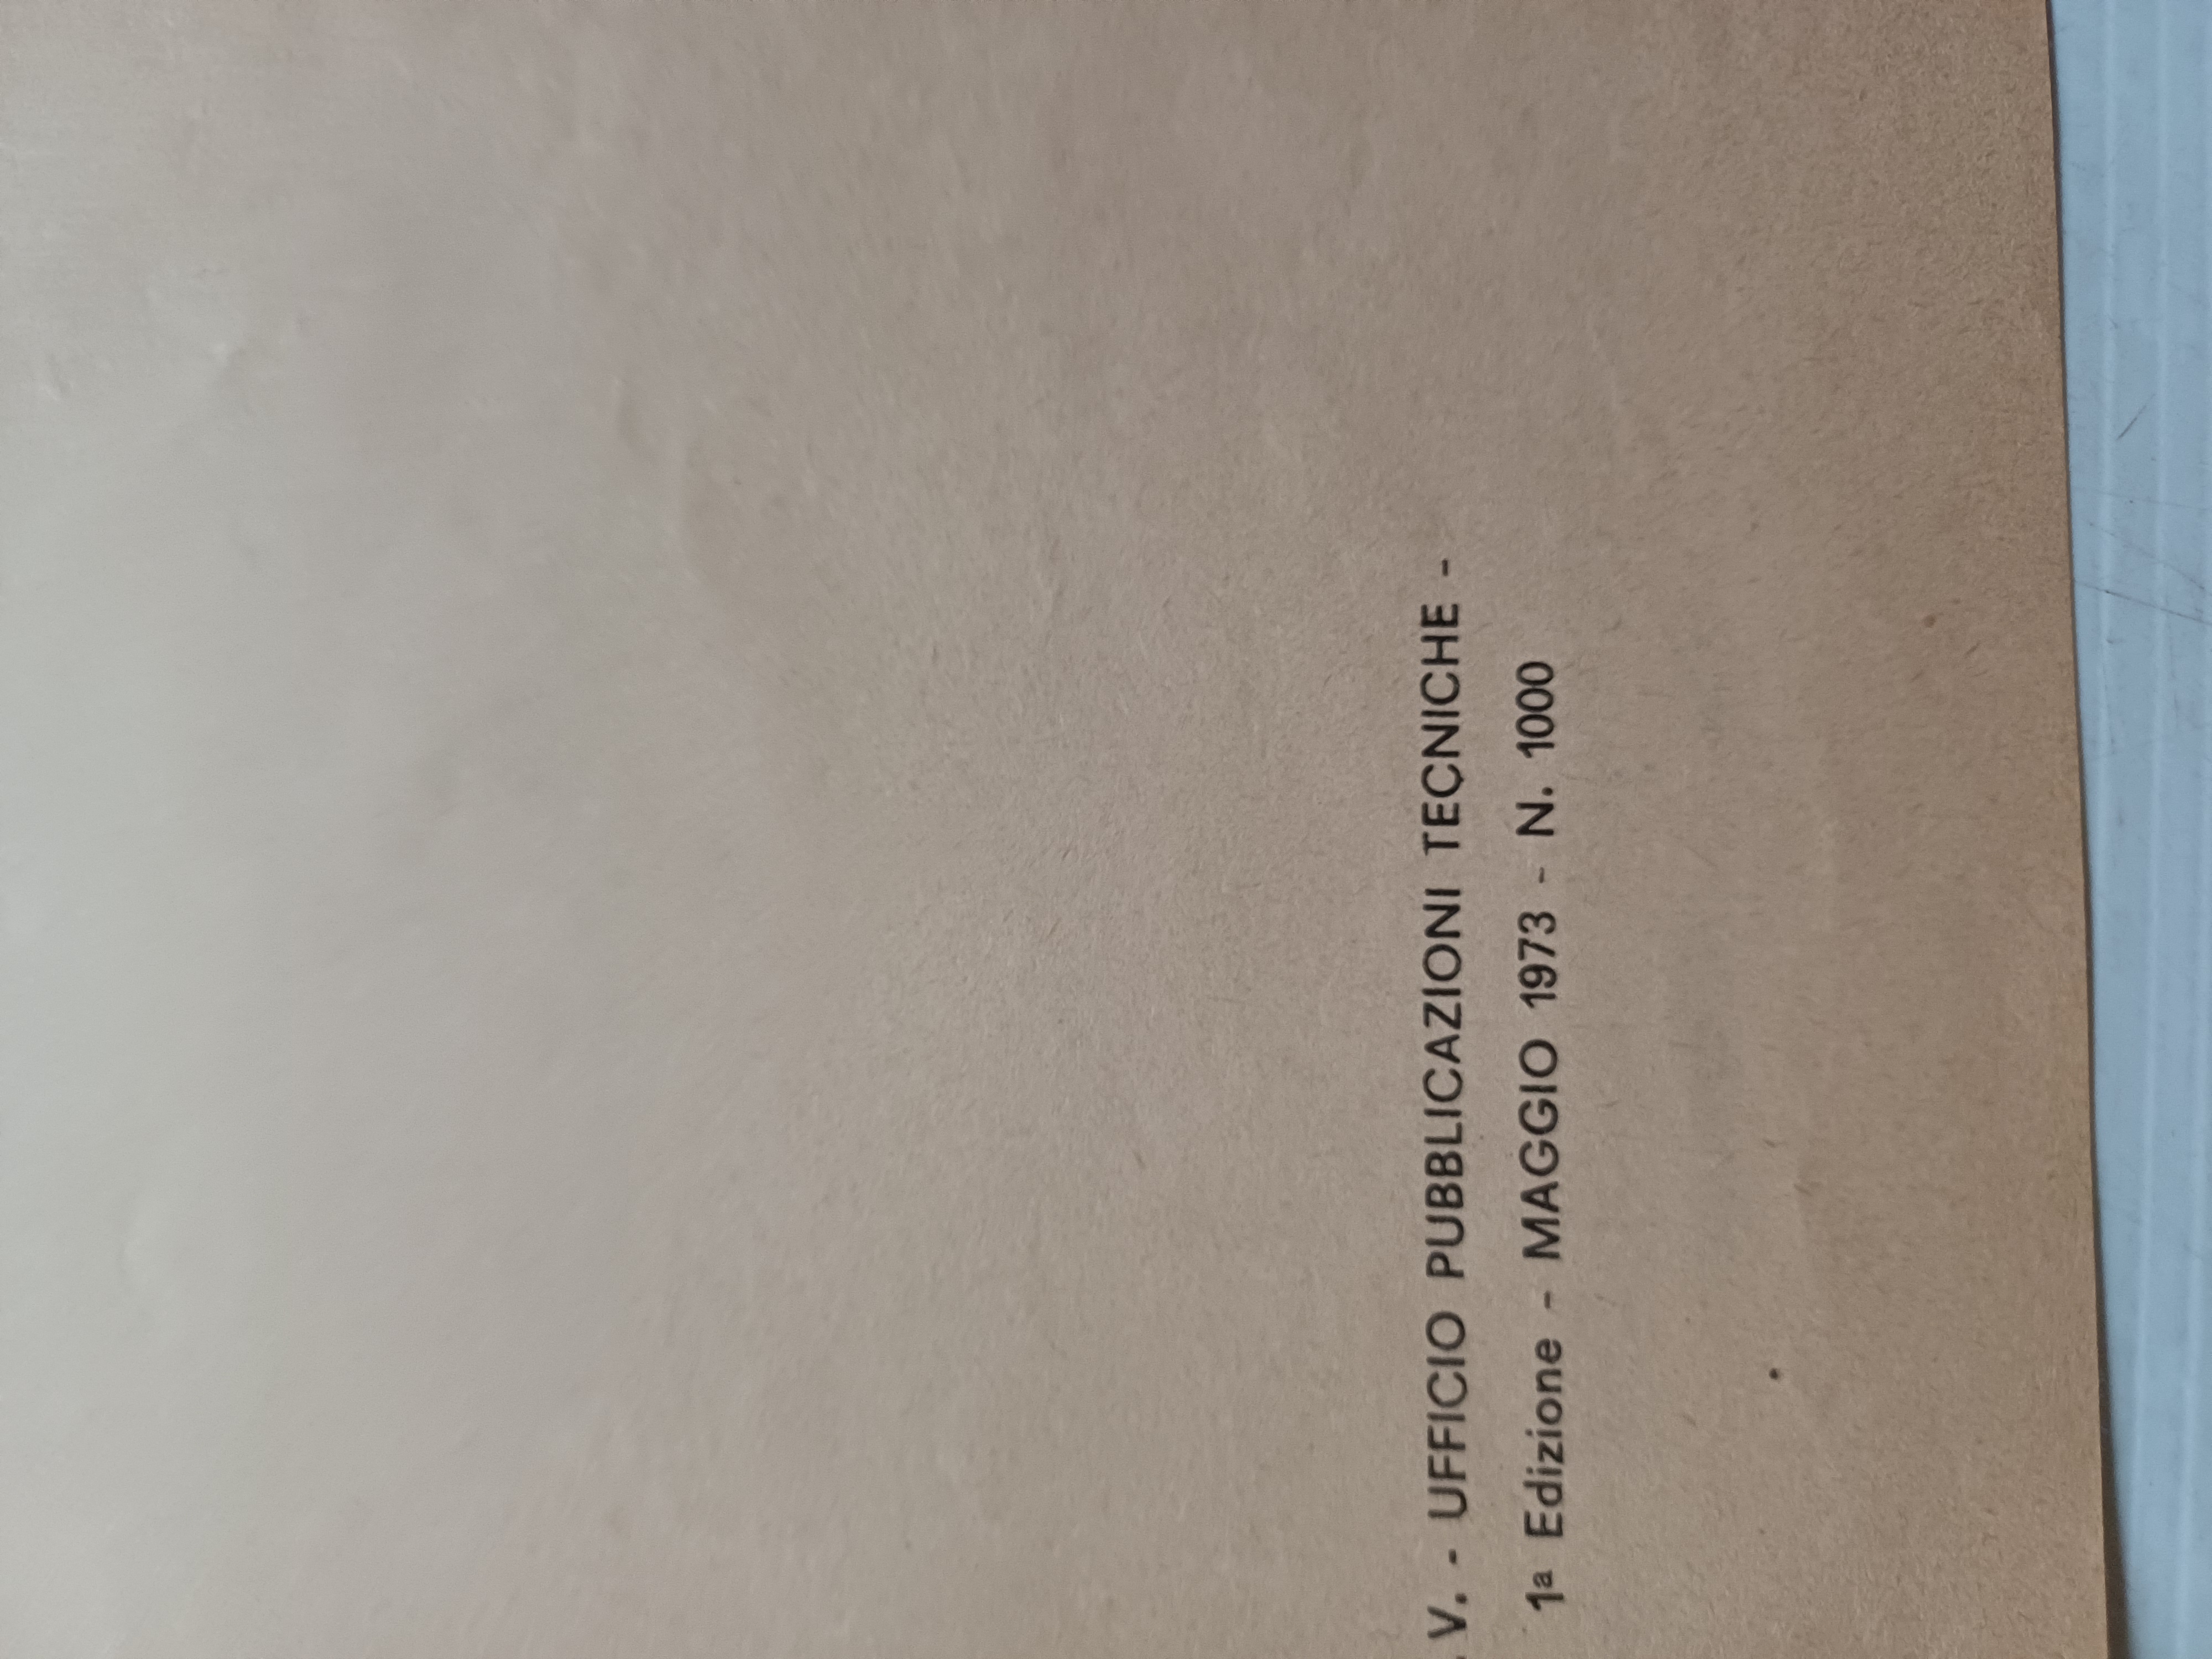 V. - UFFICIO PUBBLICAZIONI TECNICHE -
1ª Edizione - MAGGIO 1973 - N. 1000